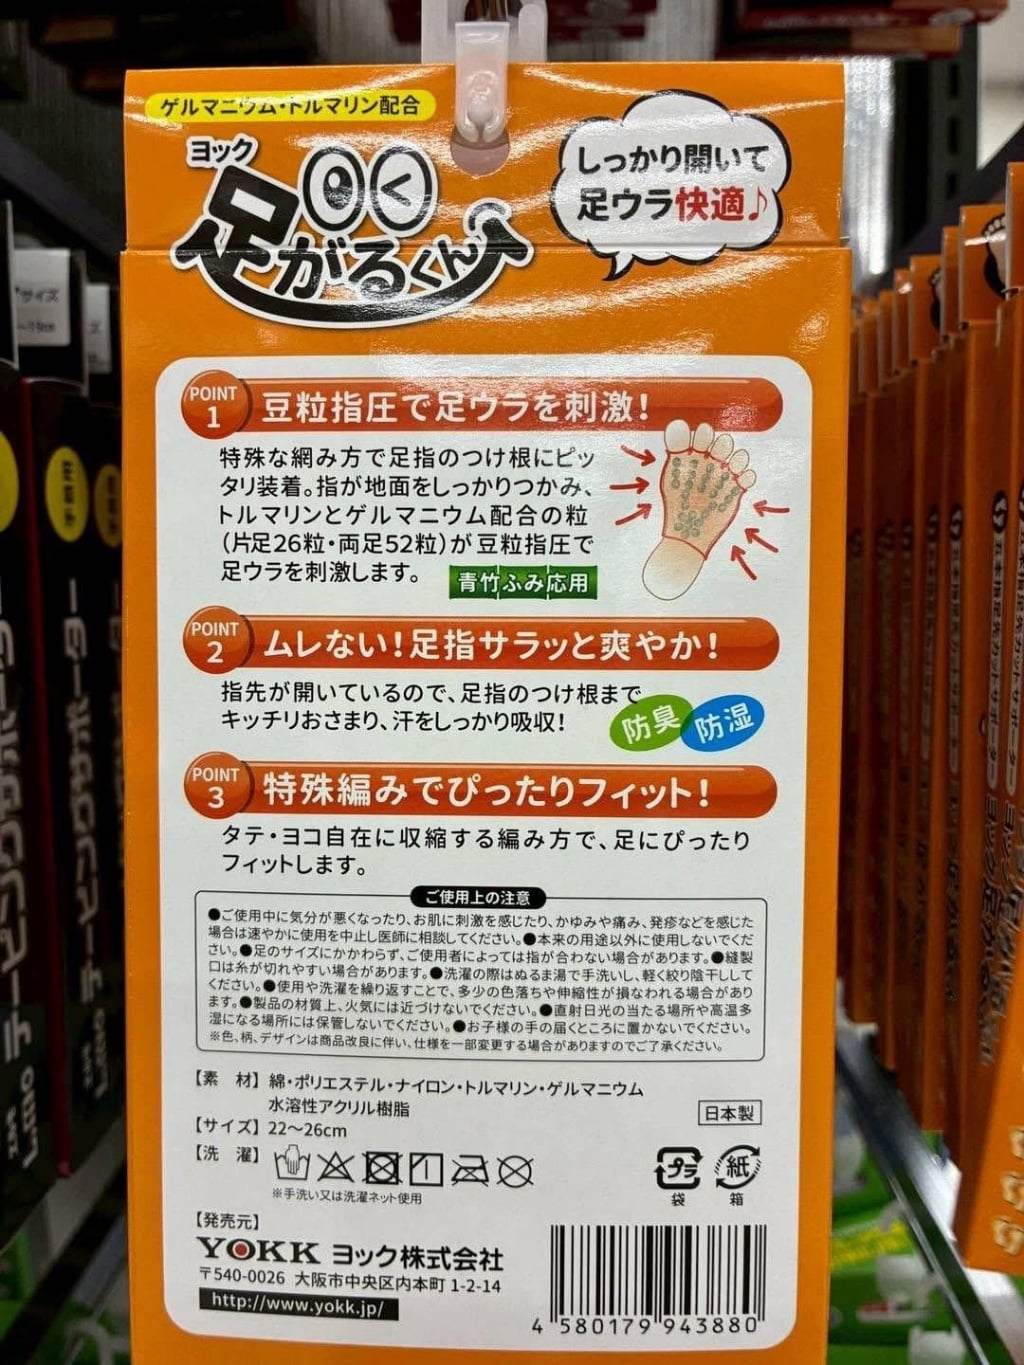 ゲルマニウム・トルマリン配合
ヨック
足がるくん
しっかり開いて
足ウラ快適♪
POINT
1
豆粒指圧で足ウラを刺激！
特殊な網み方で足指のつけ根にピッ
タリ装着。指が地面をしっかりつかみ、
トルマリンとゲルマニウム配合の粒
（片足26粒・両足52粒）が豆粒指圧で
足ウラを刺激します。
青竹ふみ応用
POINT
2
ムレない！足指サラッと爽やか！
指先が開いているので、足指のつけ根まで
キッチリおさまり、汗をしっかり吸収！
防臭
防湿
POINT
3
特殊編みでぴったりフィット！
タテ・ヨコ自在に収縮する編み方で、足にぴったり
フィットします。
ご使用上の注意
●ご使用中に気分が悪くなったり、お肌に刺激を感じたり、かゆみや痛み、発疹などを感じた
場合は速やかに使用を中止し医師に相談してください。●本来の用途以外に使用しないでくだ
さい。●足のサイズにかかわらず、ご使用者によっては指が合わない場合があります。●縫製
口は糸が切れやすい場合があります。●洗濯の際はぬるま湯で手洗いし、軽く絞り陰干しして
ください。●使用や洗濯を繰り返すことで、多少の色落ちや伸縮性が損なわれる場合があり
ます。●製品の材質上、火気には近づけないでください。●直射日光の当たる場所や高温多
湿になる場所には保管しないでください。●お子様の手の届くところに置かないでください。
※色、柄、デザインは商品改良に伴い、仕様を一部変更する場合がありますのでご了承ください。
【素　材】綿・ポリエステル・ナイロン・トルマリン・ゲルマニウム
水溶性アクリル樹脂
日本製
【サイズ】22～26cm
【洗　濯】
※手洗い又は洗濯ネット使用
プラ
袋
紙
箱
【発売元】
YOKK ヨック株式会社
〒540-0026 大阪市中央区内本町 1-2-14
http://www.yokk.jp/
4 580179 943880